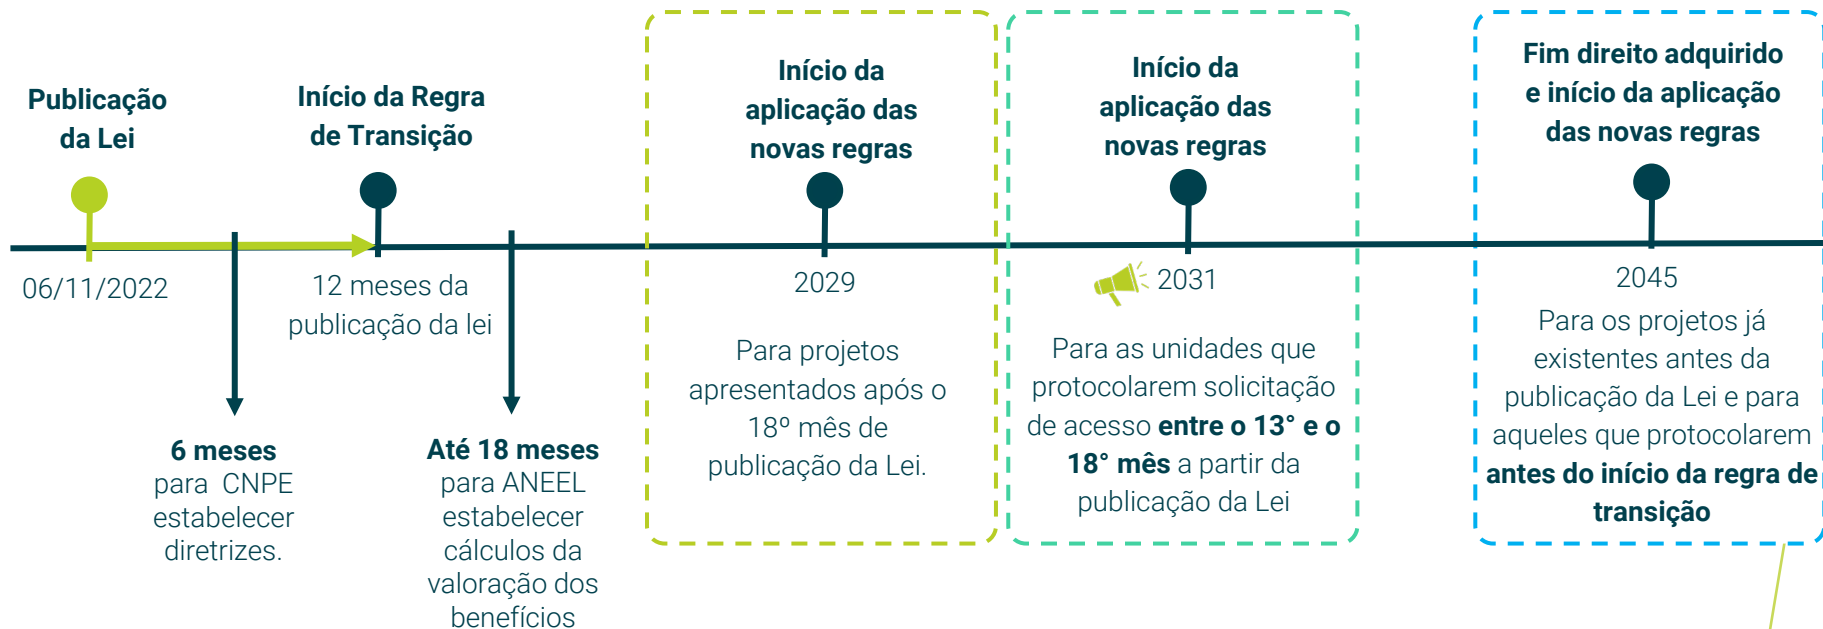 Publicação
da Lei
06/11/2022
6 meses
para CNPE
estabelecer
diretrizes.
Início da Regra
de Transição
12 meses da
publicação da lei
Até 18 meses
para ANEEL
estabelecer
cálculos da
valoração dos
benefícios
Início da
aplicação das
novas regras
2029
Para projetos
apresentados após o
18º mês de
publicação da Lei.
Início da
aplicação das
novas regras
2031
Para as unidades que
protocolarem solicitação
de acesso entre o 13° e o
18° mês a partir da
publicação da Lei
Fim direito adquirido
e início da aplicação
das novas regras
2045
Para os projetos já
existentes antes da
publicação da Lei e para
aqueles que protocolarem
antes do início da regra de
transição